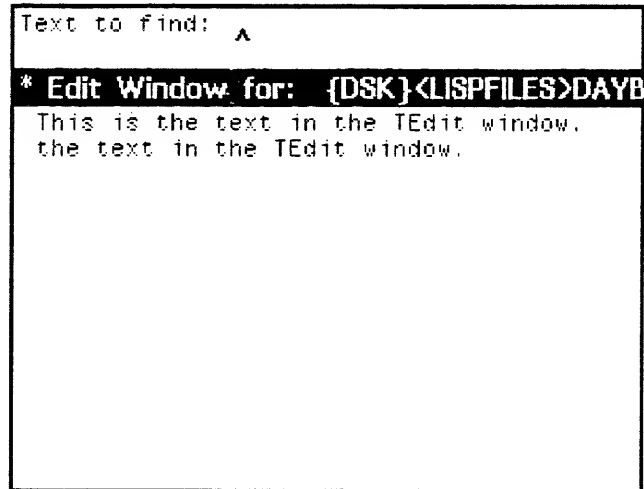 Text to find:
* Edit Window for: {DSK}<LISPFILES>DAYB
This is the text in the TEdit window.
the text in the TEdit window.